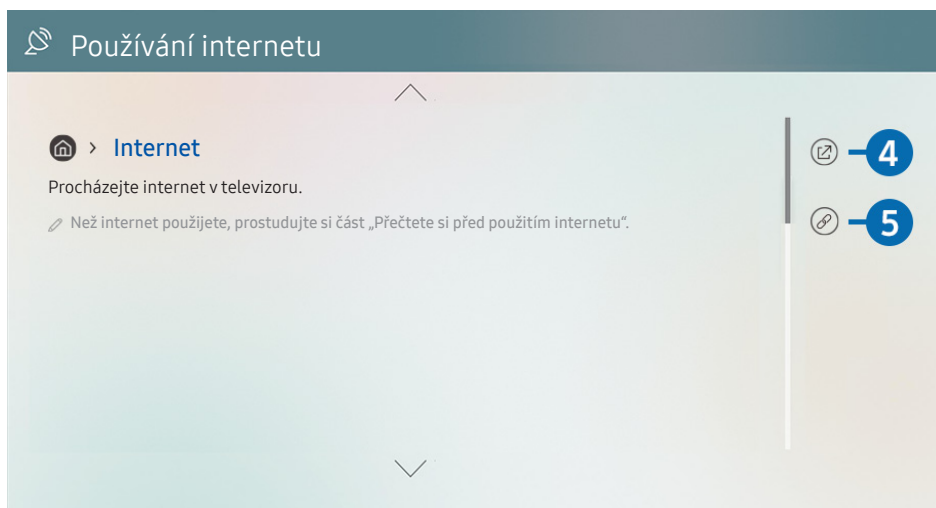 Používání internetu
> Internet
Procházejte internet v televizoru.
Než internet použijete, prostudujte si část „Přečtete si před použitím internetu“.
4
5